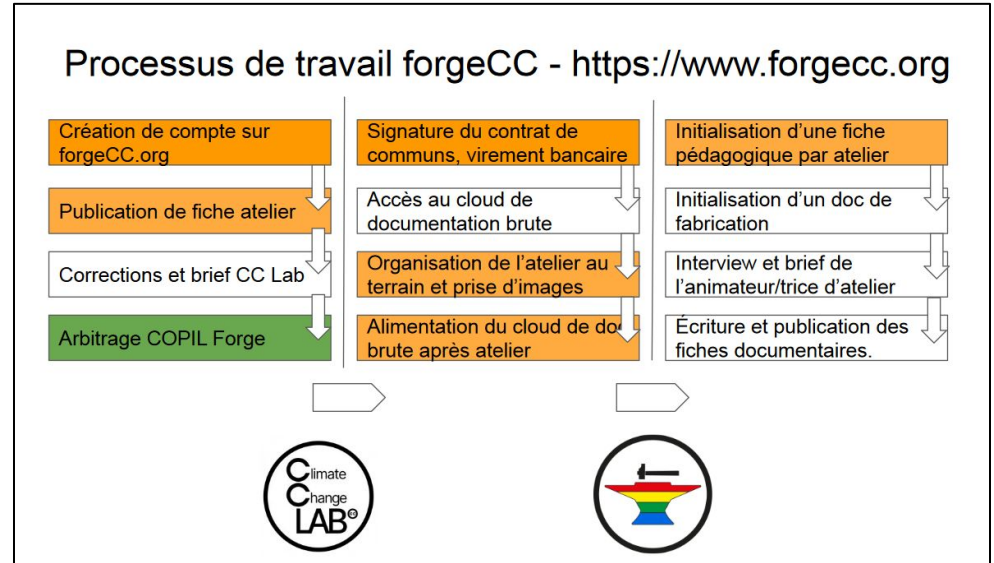 Processus de travail forgeCC - https://www.forgecc.org
Création de compte sur
forgeCC.org
Publication de fiche atelier
Corrections et brief CC Lab
Arbitrage COPIL Forge
Signature du contrat de
communs, virement bancaire
Accès au cloud de
documentation brute
Organisation de l'atelier au
terrain et prise d'images
Alimentation du cloud de doc
brute après atelier
Initialisation d'une fiche
pédagogique par atelier
Initialisation d'un doc de
fabrication
Interview et brief de
l'animateur/trice d'atelier
Écriture et publication des
fiches documentaires.
Climate
Change
LAB